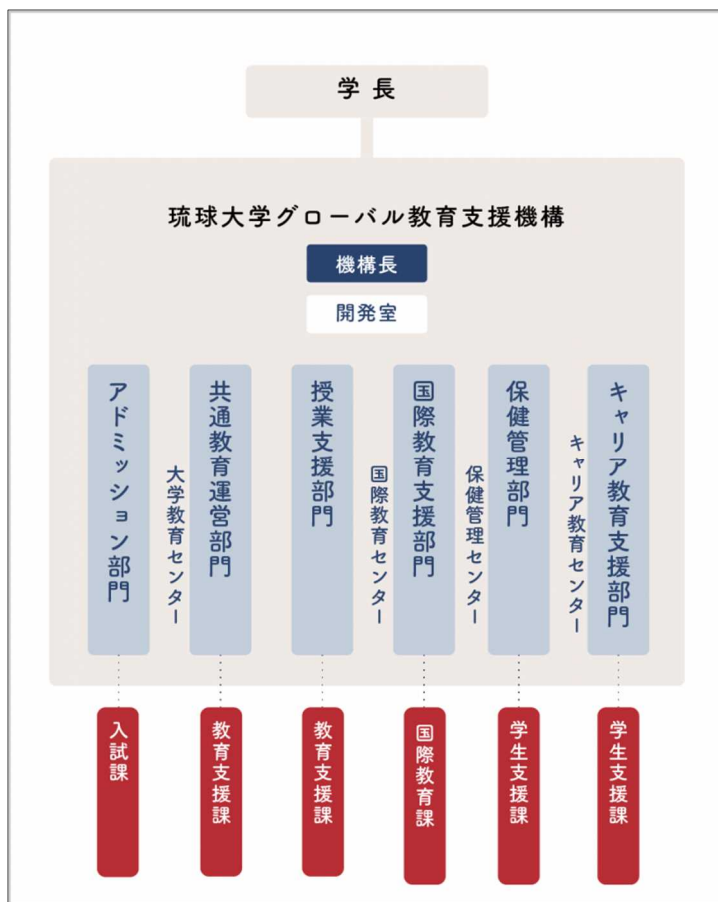 学長
琉球大学グローバル教育支援機構
機構長
開発室
アドミッション部門
大学教育センター
共通教育運営部門
授業支援部門
国際教育センター
国際教育支援部門
保健管理センター
保健管理部門
キャリア教育センター
キャリア教育支援部門
入試課
教育支援課
教育支援課
国際教育課
学生支援課
学生支援課